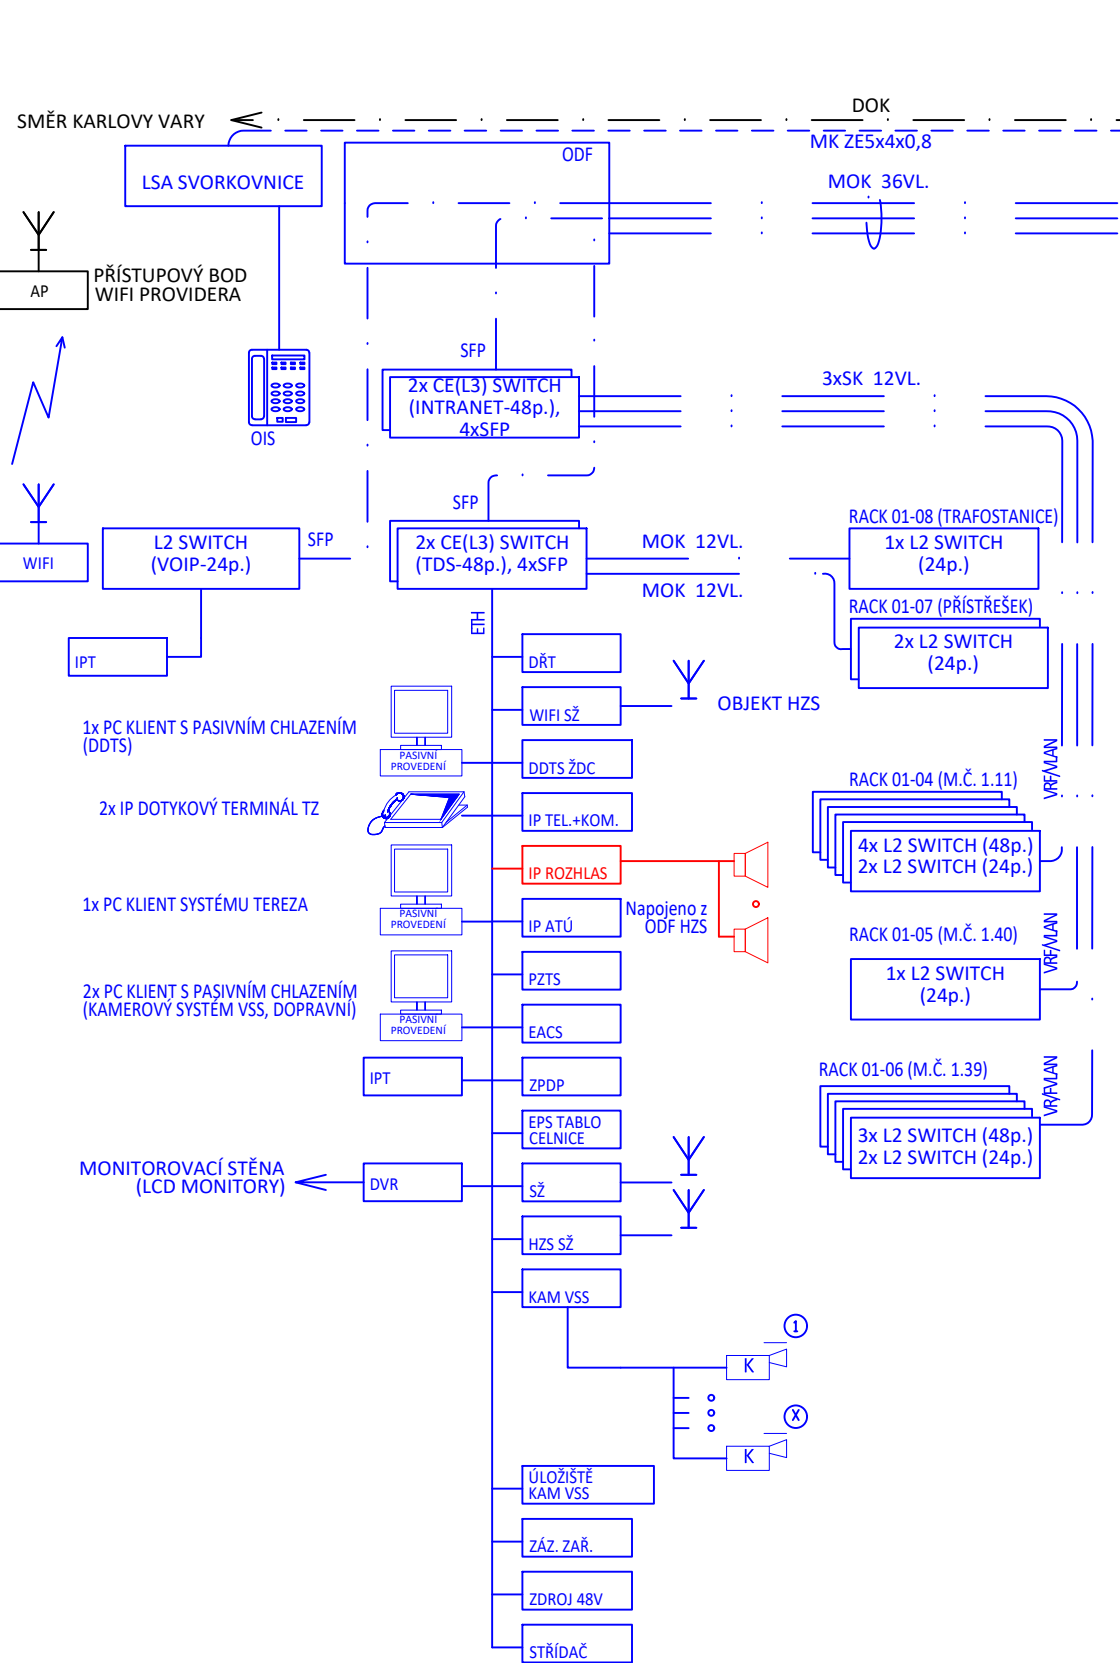 DOK
SMĚR KARLOVY VARY
MK ZE5x4x0,8
ODF
LSA SVORKOVNICE
MOK 36VL.
PŘÍSTUPOVÝ BOD
WIFI PROVIDERA
AP
SFP
3xSK 12VL.
2x CE(L3) SWITCH
(INTRANET-48p.),
4xSFP
OIS
SFP
RACK 01-08 (TRAFOSTANICE)
L2 SWITCH
(VOIP-24p.)
SFP
2x CE(L3) SWITCH
(TDS-48p.), 4xSFP
MOK 12VL.
1x L2 SWITCH
(24p.)
WIFI
MOK 12VL.
RACK 01-07 (PŘÍSTŘEŠEK)
ETH
2x L2 SWITCH
(24p.)
IPT
DŘT
WIFI SŽ
OBJEKT HZS
1x PC KLIENT S PASIVNÍM CHLAZENÍM
(DDTS)
PASIVNÍ
PROVEDENÍ
DDTS ŽDC
VRF/VLAN
RACK 01-04 (M.Č. 1.11)
2x IP DOTYKOVÝ TERMINÁL TZ
IP TEL.+KOM.
4x L2 SWITCH (48p.)
2x L2 SWITCH (24p.)
IP ROZHLAS
1x PC KLIENT SYSTÉMU TEREZA
PASIVNÍ
PROVEDENÍ
IP ATÚ
Napojeno z
ODF HZS
RACK 01-05 (M.Č. 1.40)
VRF/VLAN
1x L2 SWITCH
(24p.)
PZTS
2x PC KLIENT S PASIVNÍM CHLAZENÍM
(KAMEROVÝ SYSTÉM VSS, DOPRAVNÍ)
PASIVNÍ
PROVEDENÍ
EACS
RACK 01-06 (M.Č. 1.39)
VR/FVLAN
IPT
ZPDP
EPS TABLO
CELNICE
3x L2 SWITCH (48p.)
2x L2 SWITCH (24p.)
MONITOROVACÍ STĚNA
(LCD MONITORY)
DVR
SŽ
HZS SŽ
KAM VSS
1
K
X
K
ÚLOŽIŠTĚ
KAM VSS
ZÁZ. ZAŘ.
ZDROJ 48V
STŘÍDAČ